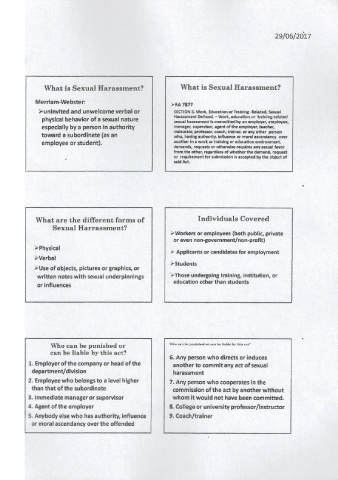 29/06/2017
What is Sexual Harassment?
Merriam-Webster:
➢uninvited and unwelcome verbal or
physical behavior of a sexual nature
especially by a person in authority
toward a subordinate (as an
employee or student).
What is Sexual Harassment?
➢RA 7877
SECTION 3. Work, Education or Training -Related, Sexual
Harassment Defined. – Work, education or training-related
sexual harassment is committed by an employer, employee,
manager, supervisor, agent of the employer, teacher,
instructor, professor, coach, trainor, or any other person
who, having authority, influence or moral ascendancy over
another in a work or training or education environment,
demands, requests or otherwise requires any sexual favor
from the other, regardless of whether the demand, request
or requirement for submission is accepted by the object of
said Act.
What are the different forms of
Sexual Harrassment?
➢Physical
➢Verbal
➢Use of objects, pictures or graphics, or
written notes with sexual underpinnings
or influences
Individuals Covered
➢Workers or employees (both public, private
or even non-government/non-profit)
➢ Applicants or candidates for employment
➢Students
➢Those undergoing training, institution, or
education other than students
Who can be punished or
can be liable by this act?
1. Employer of the company or head of the
department/division
2. Employee who belongs to a level higher
than that of the subordinate
3. Immediate manager or supervisor
4. Agent of the employer
5. Anybody else who has authority, influence
or moral ascendancy over the offended
Who can be punished or can be liable by this act?
6. Any person who directs or induces
another to commit any act of sexual
harassment
7. Any person who cooperates in the
commission of the act by another without
whom it would not have been committed.
8. College or university professor/instructor
9. Coach/trainer